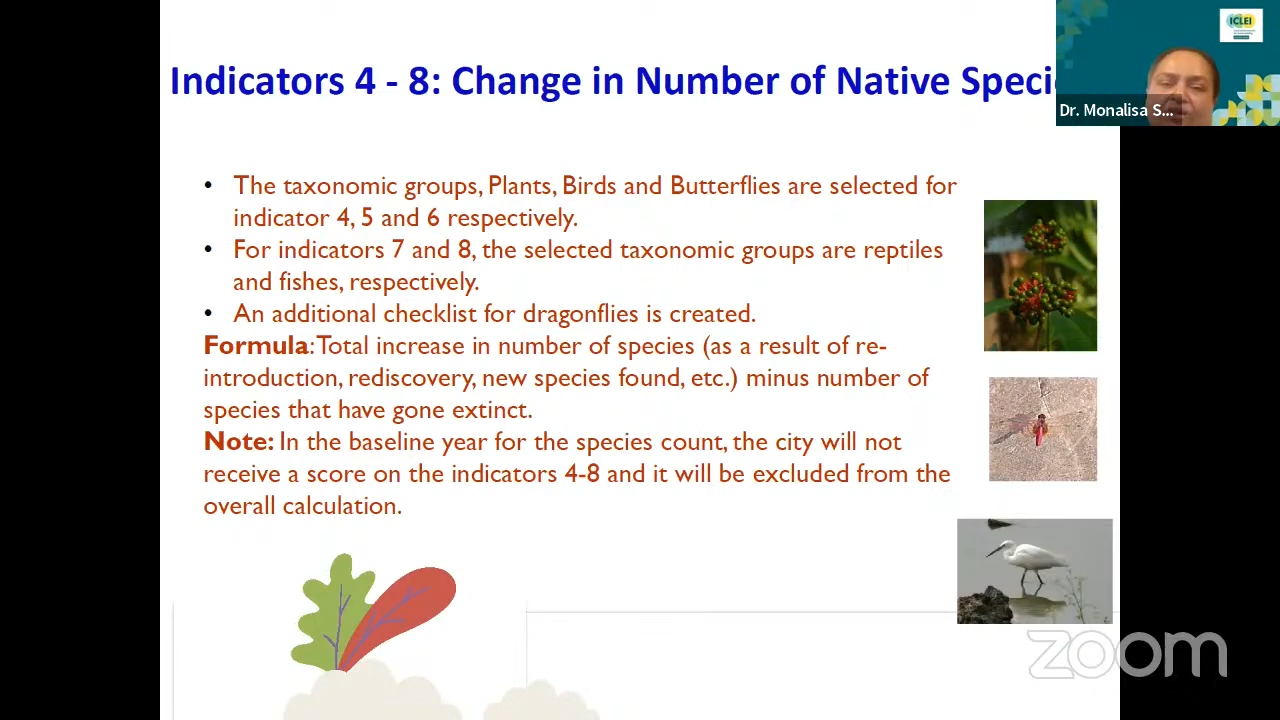 ICLEI
Indicators 4 - 8: Change in Number of Native
Dr. Monalisa S...
• The taxonomic groups, Plants, Birds and Butterflies are selected for
indicator 4, 5 and 6 respectively.
• For indicators 7 and 8, the selected taxonomic groups are reptiles
and fishes, respectively.
• An additional checklist for dragonflies is created.
Formula: Total increase in number of species (as a result of re-
introduction, rediscovery, new species found, etc.) minus number of
species that have gone extinct.
Note: In the baseline year for the species count, the city will not
receive a score on the indicators 4-8 and it will be excluded from the
overall calculation.
zoom